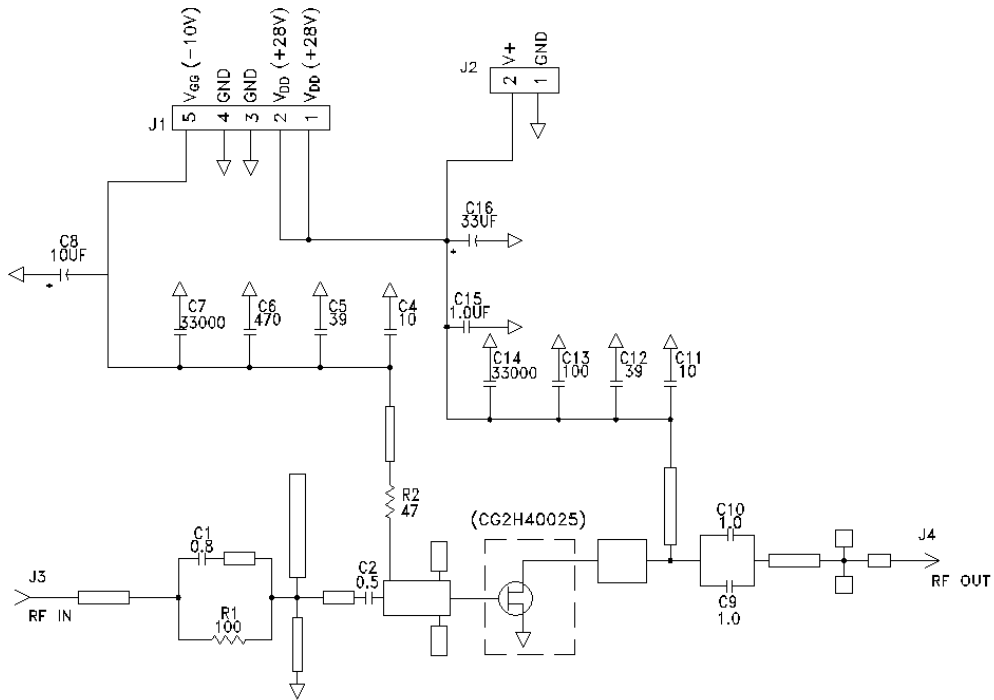 V_GG (-10V)
GND
GND
V_DD (+28V)
V_DD (+28V)
5
4
3
2
1
J1
V+
GND
J2
2
1
C8
10UF
+
C16
33UF
+
C15
1.0UF
C7
33000
C6
470
C5
39
C4
10
C14
33000
C13
100
C12
39
C11
10
R2
47
(CG2H40025)
C10
1.0
C9
1.0
J4
RF OUT
C1
0.8
C2
0.5
R1
100
J3
RF IN